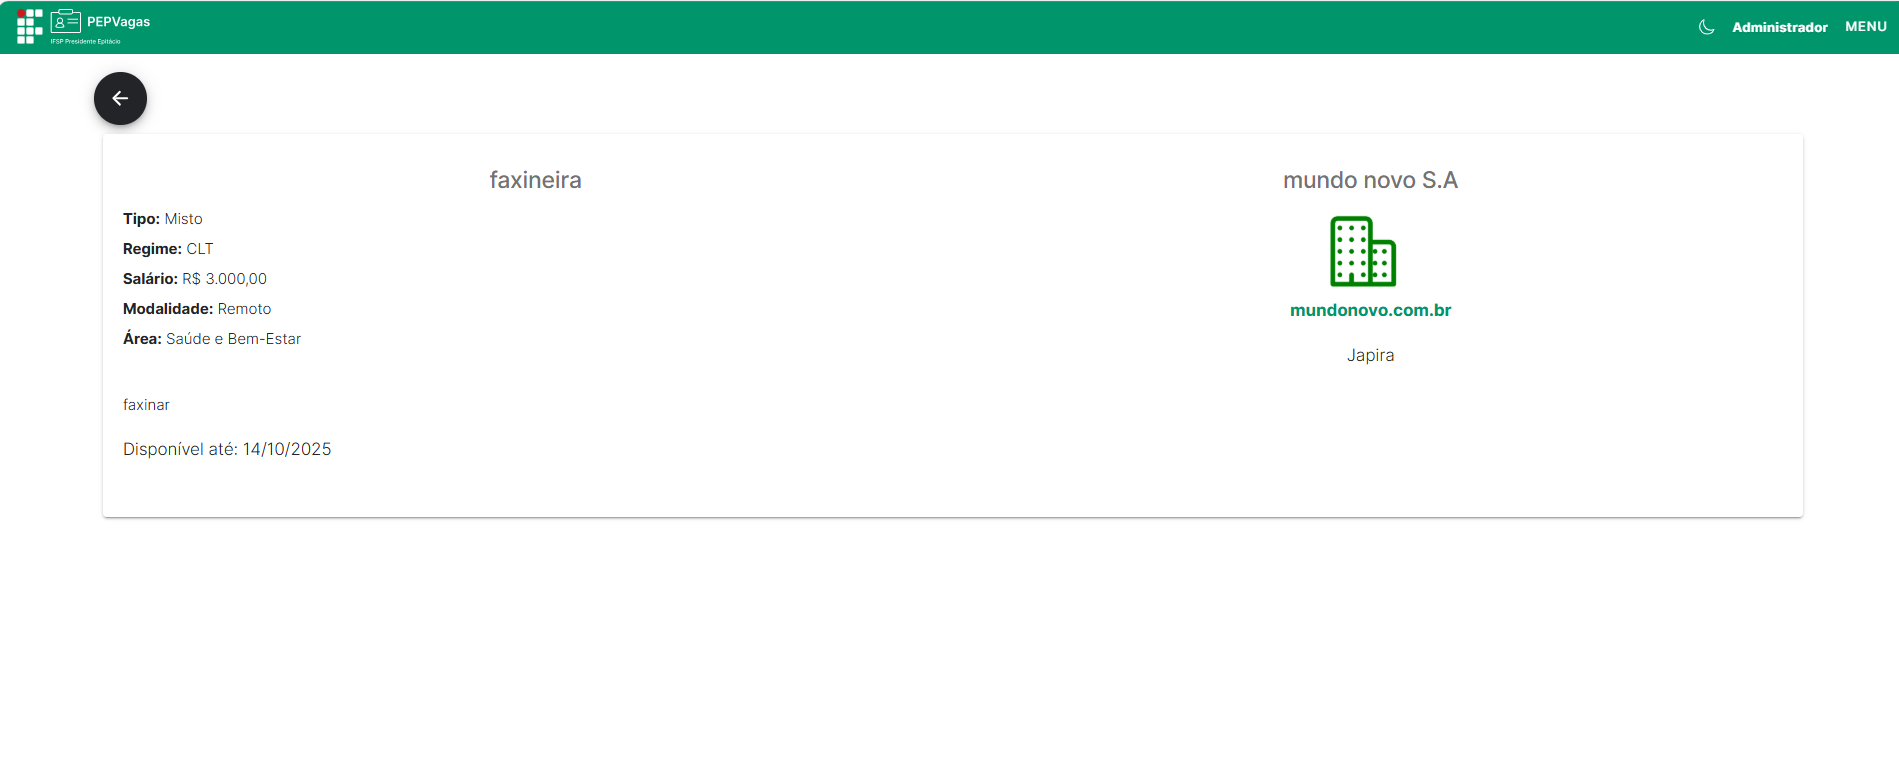 PEPVagas
IFSP Presidente Epitácio
Administrador
MENU
faxineira
Tipo: Misto
Regime: CLT
Salário: R$ 3.000,00
Modalidade: Remoto
Área: Saúde e Bem-Estar
faxinar
Disponível até: 14/10/2025
mundo novo S.A
mundonovo.com.br
Japira